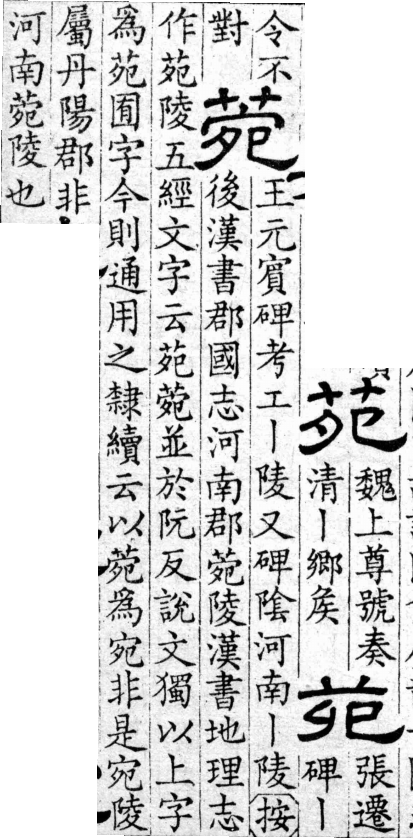 苑
魏上尊號奏
清丨鄉矦
苑
張遷
碑丨
令不
對
菀
王元賓碑考工丨陵又碑陰河南丨陵按
後漢書郡國志河南郡菀陵漢書地理志
作苑陵五經文字云苑菀並於阮反說文獨以上字
爲苑囿字今則通用之隸續云以菀爲宛非是宛陵
屬丹陽郡非
河南菀陵也